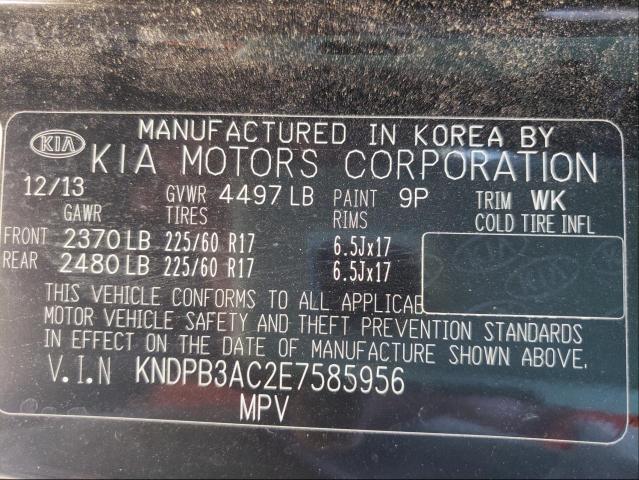 MANUFACTURED IN KOREA BY
KIA KIA MOTORS CORPORATION
12/13 GVWR 4497 LB PAINT 9P TRIM WK
GAWR TIRES RIMS COLD TIRE INFL
FRONT 2370 LB 225/60 R17 6.5Jx17
REAR 2480 LB 225/60 R17 6.5Jx17
THIS VEHICLE CONFORMS TO ALL APPLICAB
MOTOR VEHICLE SAFETY AND THEFT PREVENTION STANDARDS
IN EFFECT ON THE DATE OF MANUFACTURE SHOWN ABOVE.
V.I.N KNDPB3AC2E7585956
MPV